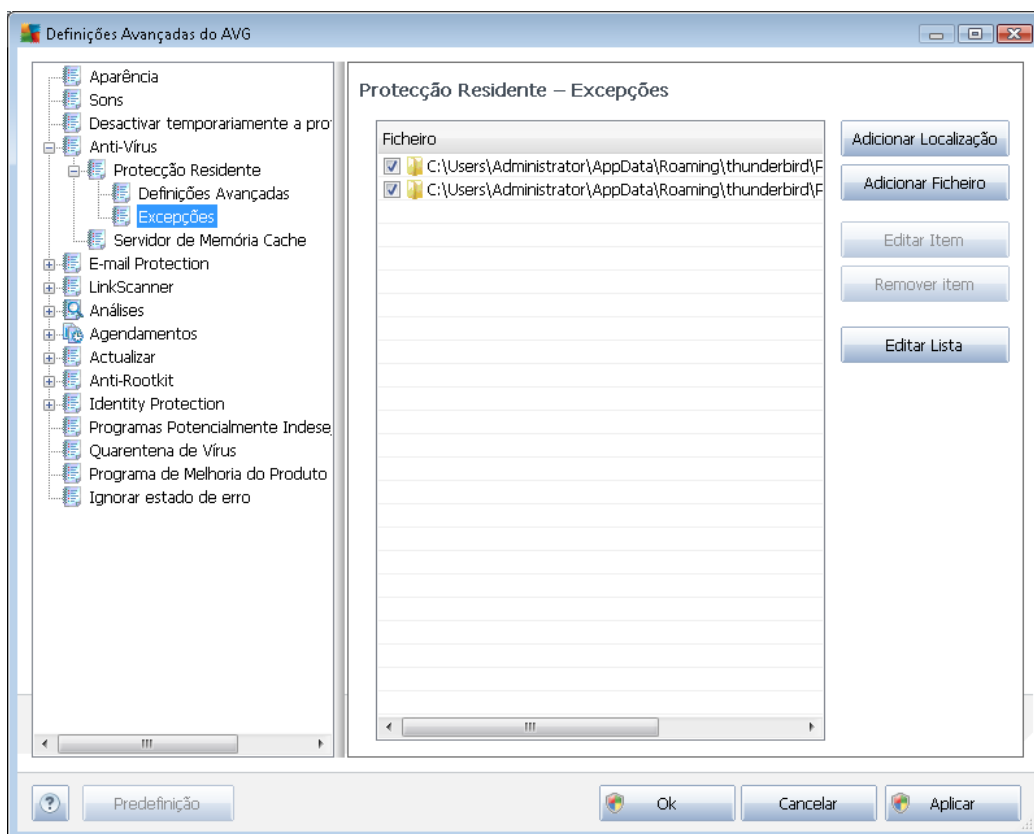 Definições Avançadas do AVG
Aparência
Sons
Desactivar temporariamente a pro
Anti-Vírus
Protecção Residente
Definições Avançadas
Excepções
Servidor de Memória Cache
E-mail Protection
LinkScanner
Análises
Agendamentos
Actualizar
Anti-Rootkit
Identity Protection
Programas Potencialmente Indese
Quarentena de Vírus
Programa de Melhoria do Produto
Ignorar estado de erro
Protecção Residente – Excepções
Ficheiro
C:\Users\Administrator\AppData\Roaming\thunderbird\F
C:\Users\Administrator\AppData\Roaming\thunderbird\F
Adicionar Localização
Adicionar Ficheiro
Editar Item
Remover item
Editar Lista
?
Predefinição
Ok
Cancelar
Aplicar